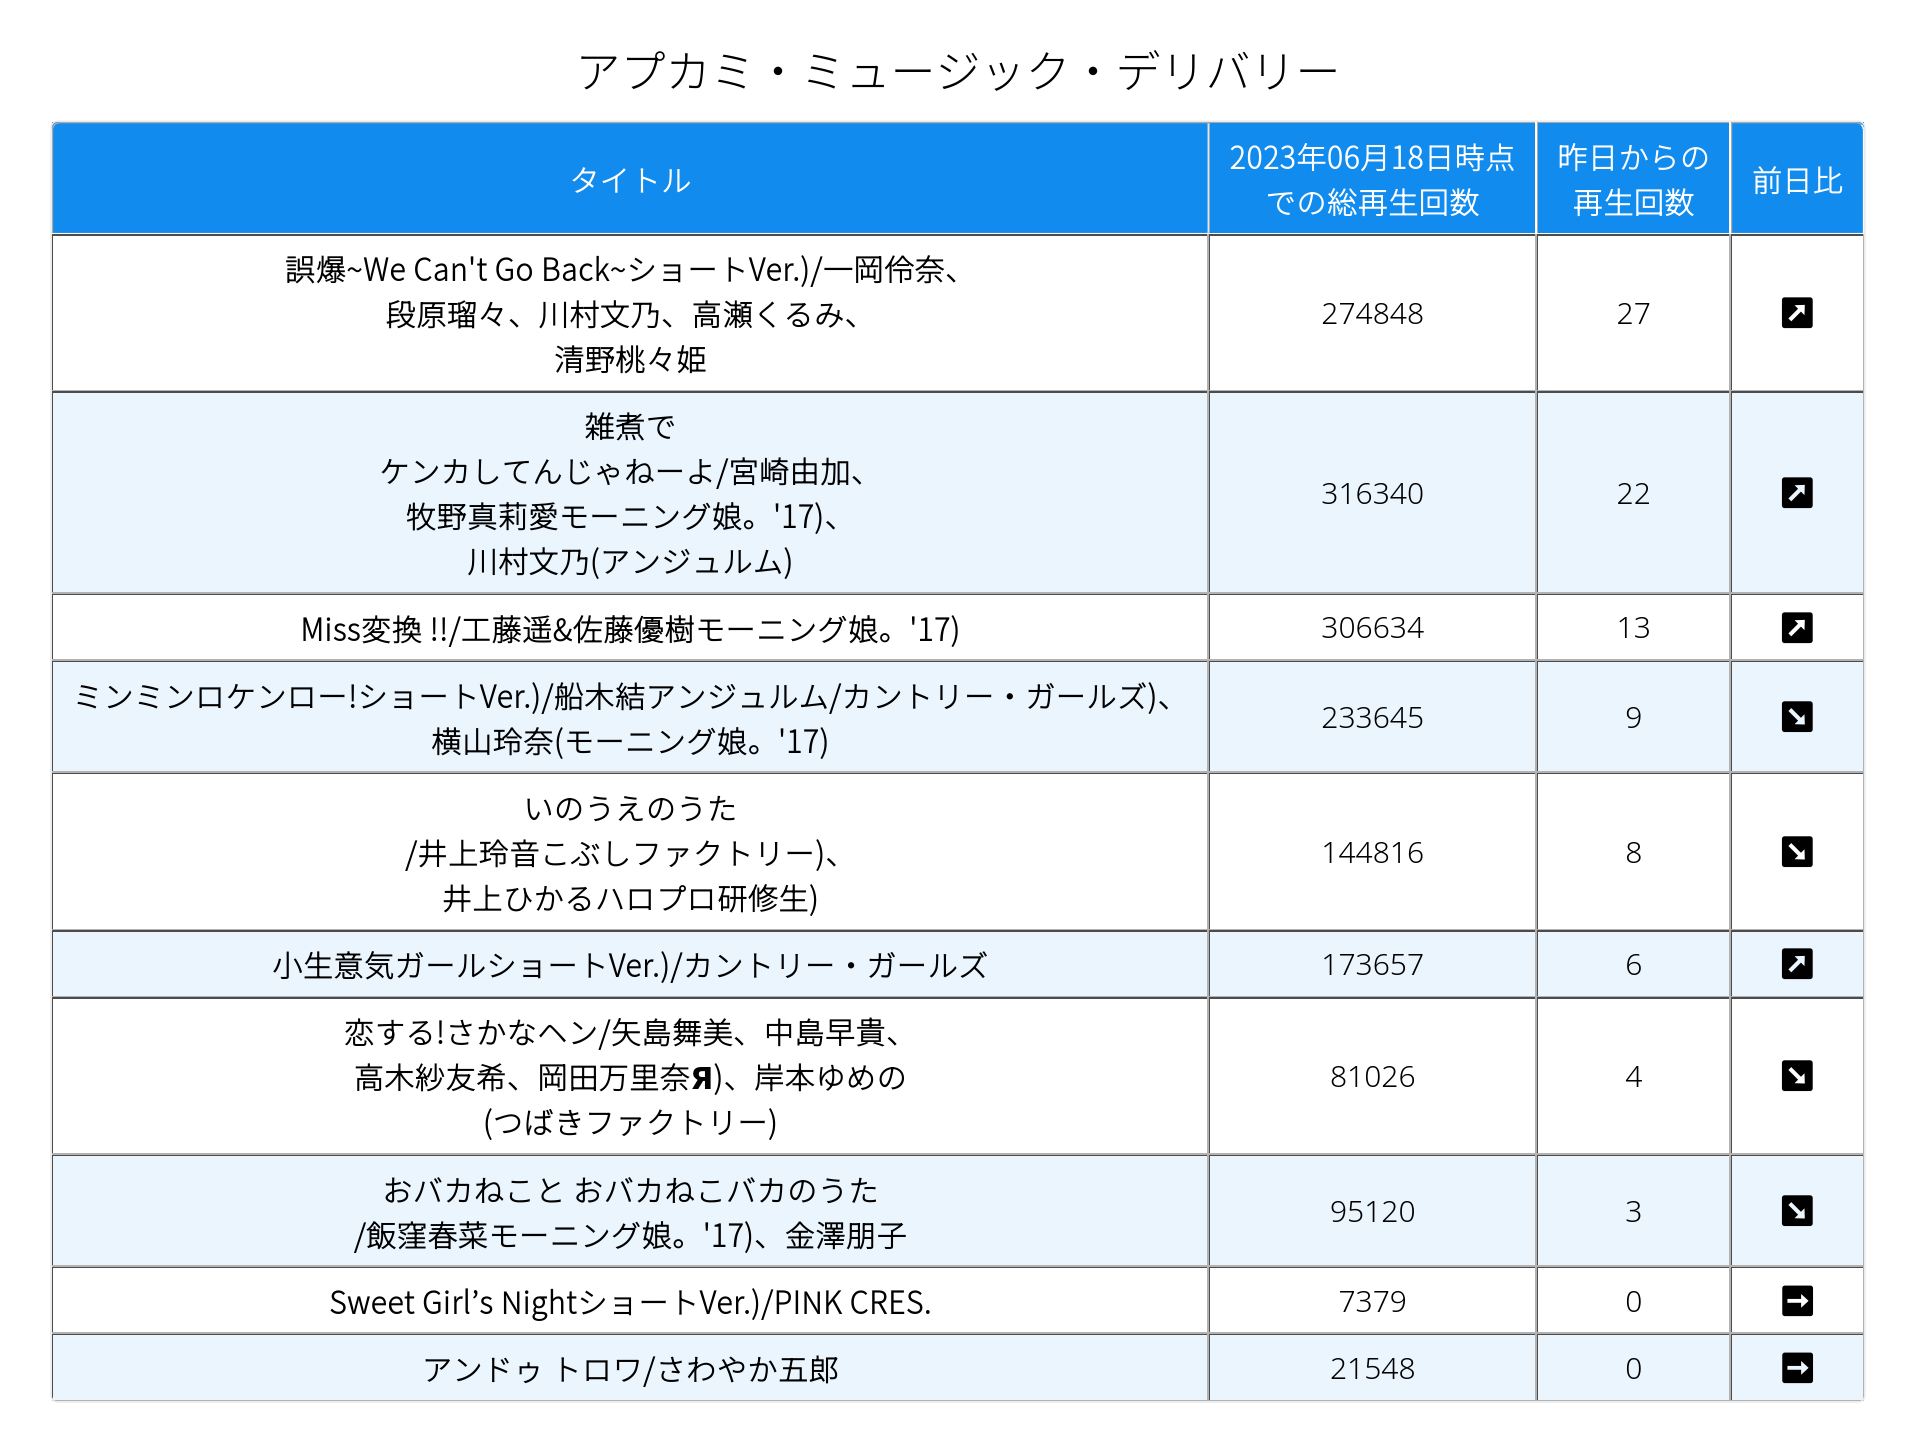 アプカミ・ミュージック・デリバリー
タイトル
2023年06月18日時点
での総再生回数
昨日からの
再生回数
前日比
誤爆~We Can't Go Back~ショートVer.)/一岡伶奈、
段原瑠々、川村文乃、高瀬くるみ、
清野桃々姫
274848
27
雑煮で
ケンカしてんじゃねーよ/宮崎由加、
牧野真莉愛モーニング娘。'17)、
川村文乃(アンジュルム)
316340
22
Miss変換 !!/工藤遥&佐藤優樹モーニング娘。'17)
306634
13
ミンミンロケンロー!ショートVer.)/船木結アンジュルム/カントリー・ガールズ)、
横山玲奈(モーニング娘。'17)
233645
9
いのうえのうた
/井上玲音こぶしファクトリー)、
井上ひかるハロプロ研修生)
144816
8
小生意気ガールショートVer.)/カントリー・ガールズ
173657
6
恋する!さかなヘン/矢島舞美、中島早貴、
高木紗友希、岡田万里奈Я)、岸本ゆめの
(つばきファクトリー)
81026
4
おバカねこと おバカねこバカのうた
/飯窪春菜モーニング娘。'17)、金澤朋子
95120
3
Sweet Girl’s NightショートVer.)/PINK CRES.
7379
0
アンドゥ トロワ/さわやか五郎
21548
0